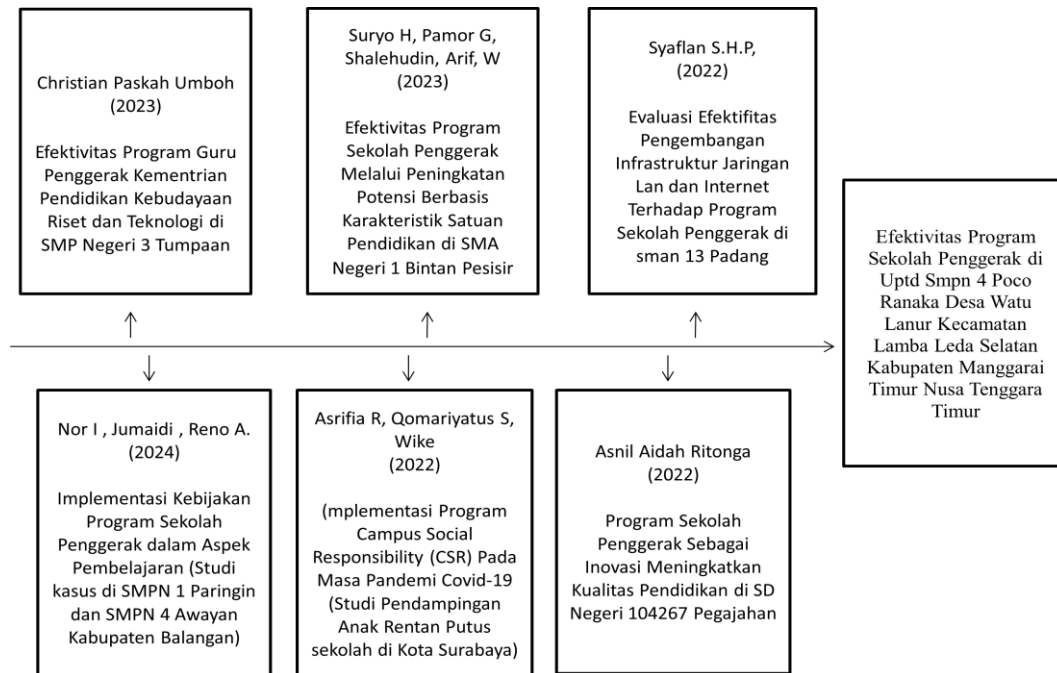 Christian Paskah Umboh
(2023)
Efektivitas Program Guru
Penggerak Kementrian
Pendidikan Kebudayaan
Riset dan Teknologi di
SMP Negeri 3 Tumpaan
Suryo H, Pamor G,
Shalehudin, Arif, W
(2023)
Efektivitas Program
Sekolah Penggerak
Melalui Peningkatan
Potensi Berbasis
Karakteristik Satuan
Pendidikan di SMA
Negeri 1 Bintan Pesisir
Syaflan S.H.P,
(2022)
Evaluasi Efektifitas
Pengembangan
Infrastruktur Jaringan
Lan dan Internet
Terhadap Program
Sekolah Penggerak di
sman 13 Padang
Efektivitas Program
Sekolah Penggerak di
Uptd Smpn 4 Poco
Ranaka Desa Watu
Lanur Kecamatan
Lamba Leda Selatan
Kabupaten Manggarai
Timur Nusa Tenggara
Timur
Nor I , Jumaidi , Reno A.
(2024)
Implementasi Kebijakan
Program Sekolah
Penggerak dalam Aspek
Pembelajaran (Studi
kasus di SMPN 1 Paringin
dan SMPN 4 Awayan
Kabupaten Balangan)
Asrifia R, Qomariyatus S,
Wike
(2022)
(mplementasi Program
Campus Social
Responsibility (CSR) Pada
Masa Pandemi Covid-19
(Studi Pendampingan
Anak Rentan Putus
sekolah di Kota Surabaya)
Asnil Aidah Ritonga
(2022)
Program Sekolah
Penggerak Sebagai
Inovasi Meningkatkan
Kualitas Pendidikan di SD
Negeri 104267 Pegajahan